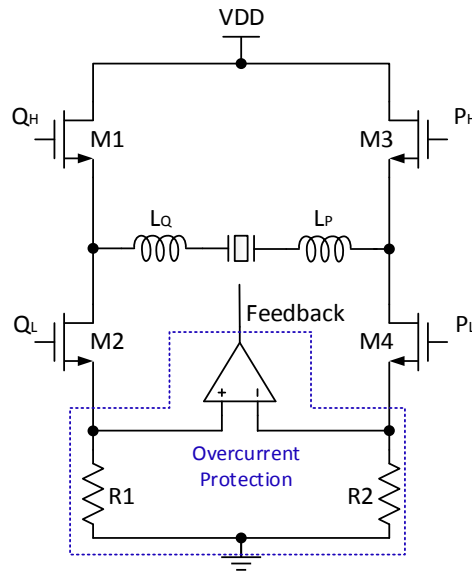 VDD
QH
M1
M3
PH
LQ
LP
QL
M2
Feedback
M4
PL
+
−
Overcurrent
Protection
R1
R2